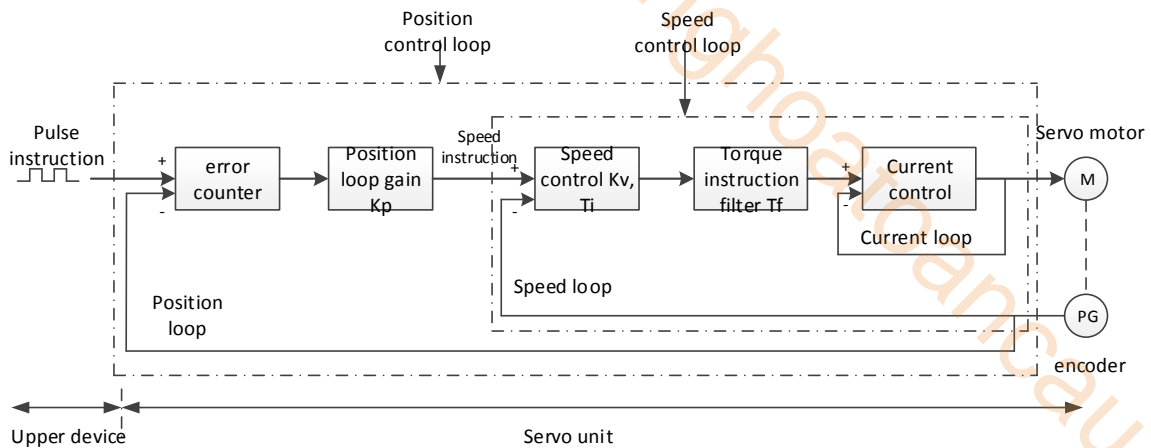 Position
control loop
Speed
control loop
Pulse
instruction
+
-
error
counter
Position
loop gain
Kp
Speed
instruction
+
-
Speed
control Kv,
Ti
Torque
instruction
filter Tf
+
-
Current
control
Current loop
Servo motor
M
Speed loop
Position
loop
PG
encoder
Upper device
Servo unit
nghoatoancau